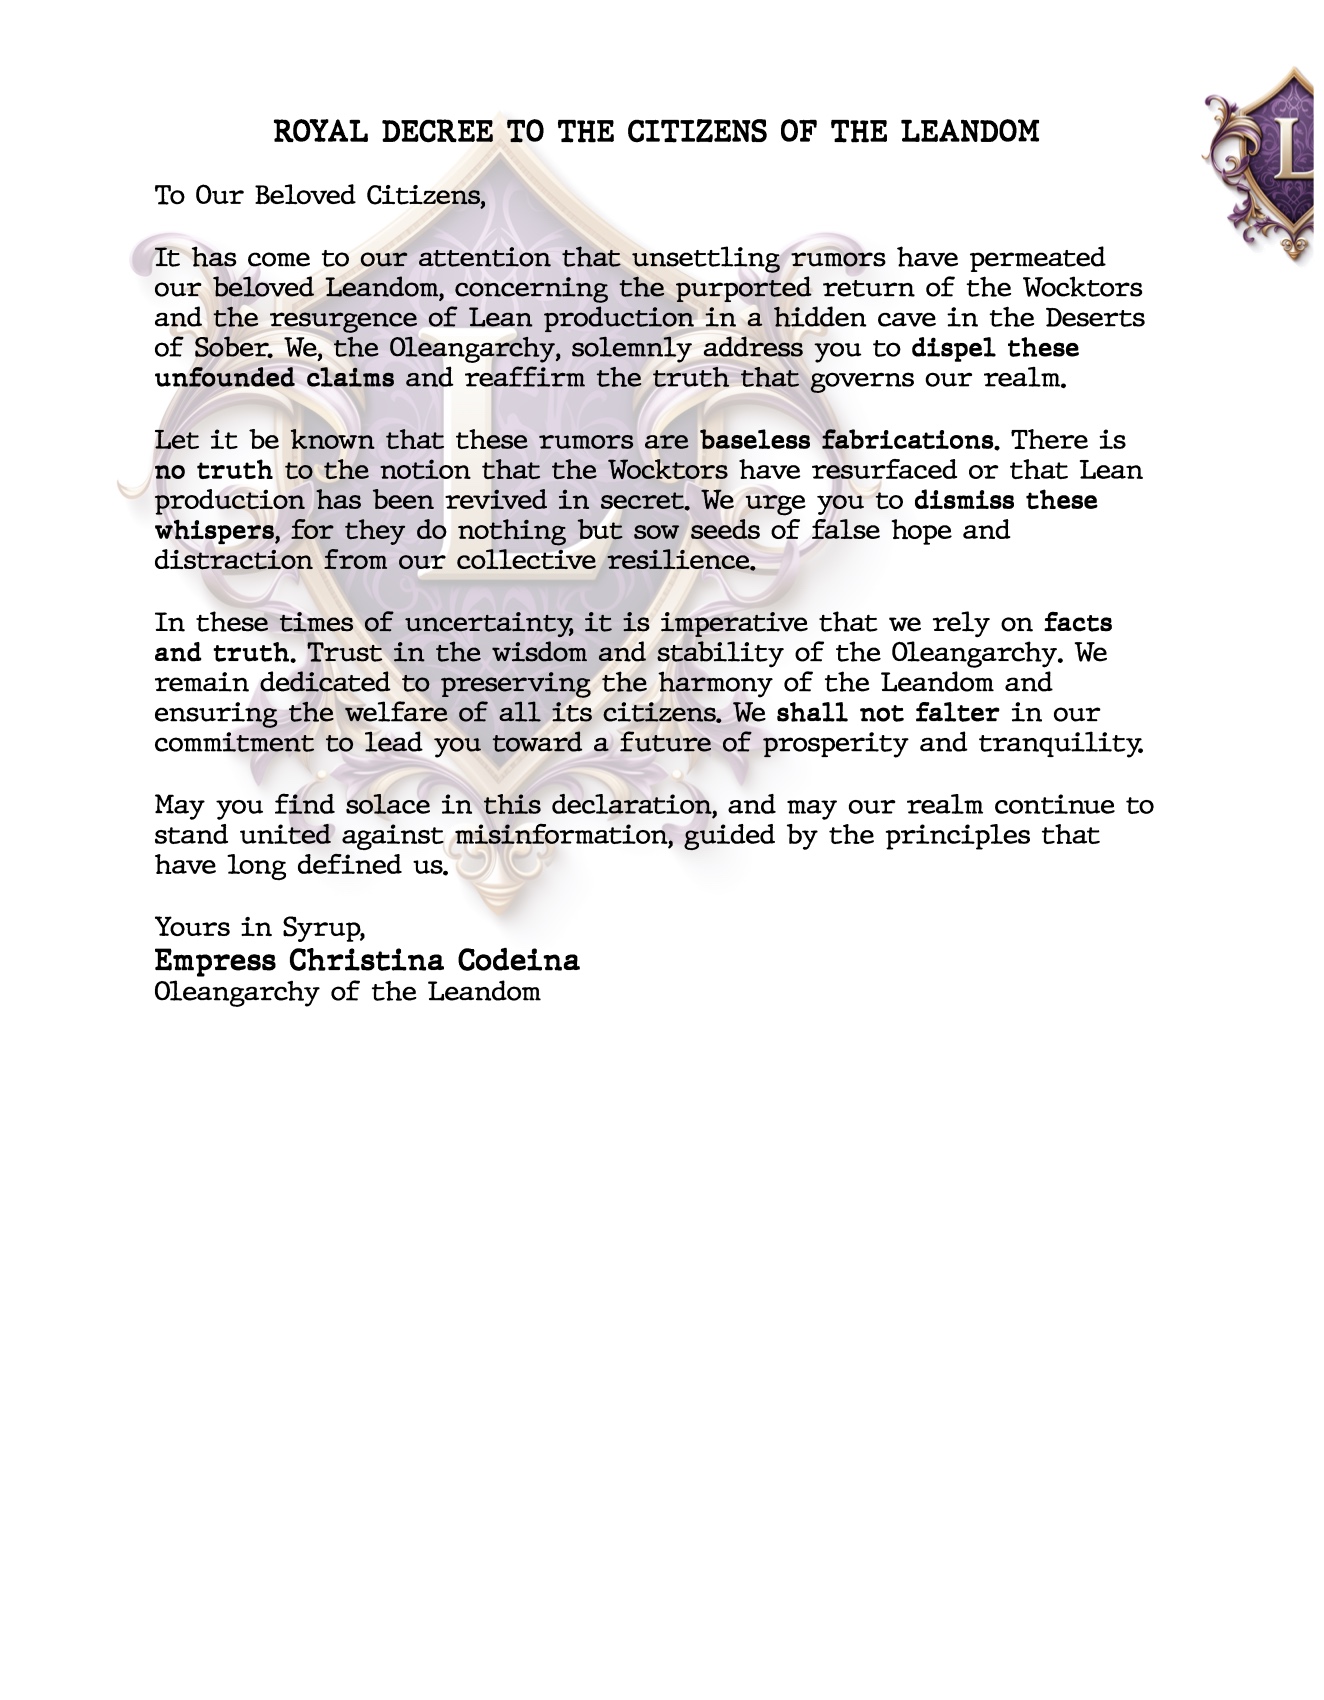 ROYAL DECREE TO THE CITIZENS OF THE LEANDOM
L
To Our Beloved Citizens,
It has come to our attention that unsettling rumors have permeated
our beloved Leandom, concerning the purported return of the Wocktors
and the resurgence of Lean production in a hidden cave in the Deserts
of Sober. We, the Oleangarchy, solemnly address you to dispel these
unfounded claims and reaffirm the truth that governs our realm.
Let it be known that these rumors are baseless fabrications. There is
no truth to the notion that the Wocktors have resurfaced or that Lean
production has been revived in secret. We urge you to dismiss these
whispers, for they do nothing but sow seeds of false hope and
distraction from our collective resilience.
In these times of uncertainty, it is imperative that we rely on facts
and truth. Trust in the wisdom and stability of the Oleangarchy. We
remain dedicated to preserving the harmony of the Leandom and
ensuring the welfare of all its citizens. We shall not falter in our
commitment to lead you toward a future of prosperity and tranquility.
May you find solace in this declaration, and may our realm continue to
stand united against misinformation, guided by the principles that
have long defined us.
Yours in Syrup,
Empress Christina Codeina
Oleangarchy of the Leandom
L